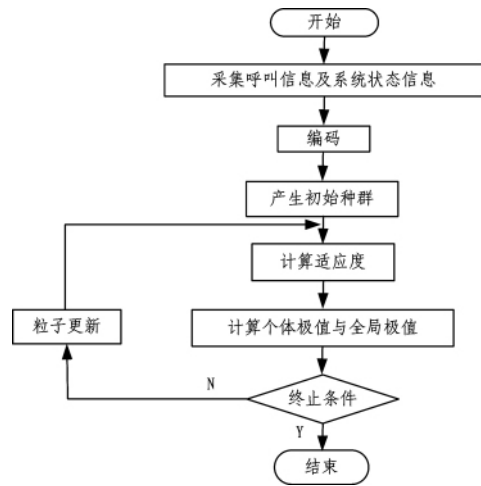 开始
采集呼叫信息及系统状态信息
编码
产生初始种群
计算适应度
粒子更新
计算个体极值与全局极值
N
终止条件
Y
结束